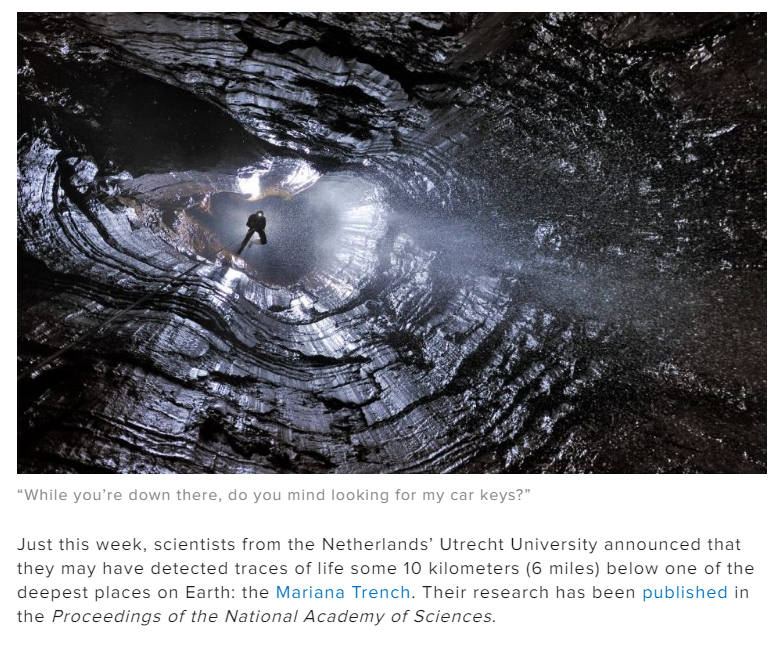 “While you’re down there, do you mind looking for my car keys?”
Just this week, scientists from the Netherlands’ Utrecht University announced that
they may have detected traces of life some 10 kilometers (6 miles) below one of the
deepest places on Earth: the Mariana Trench. Their research has been published in
the Proceedings of the National Academy of Sciences.